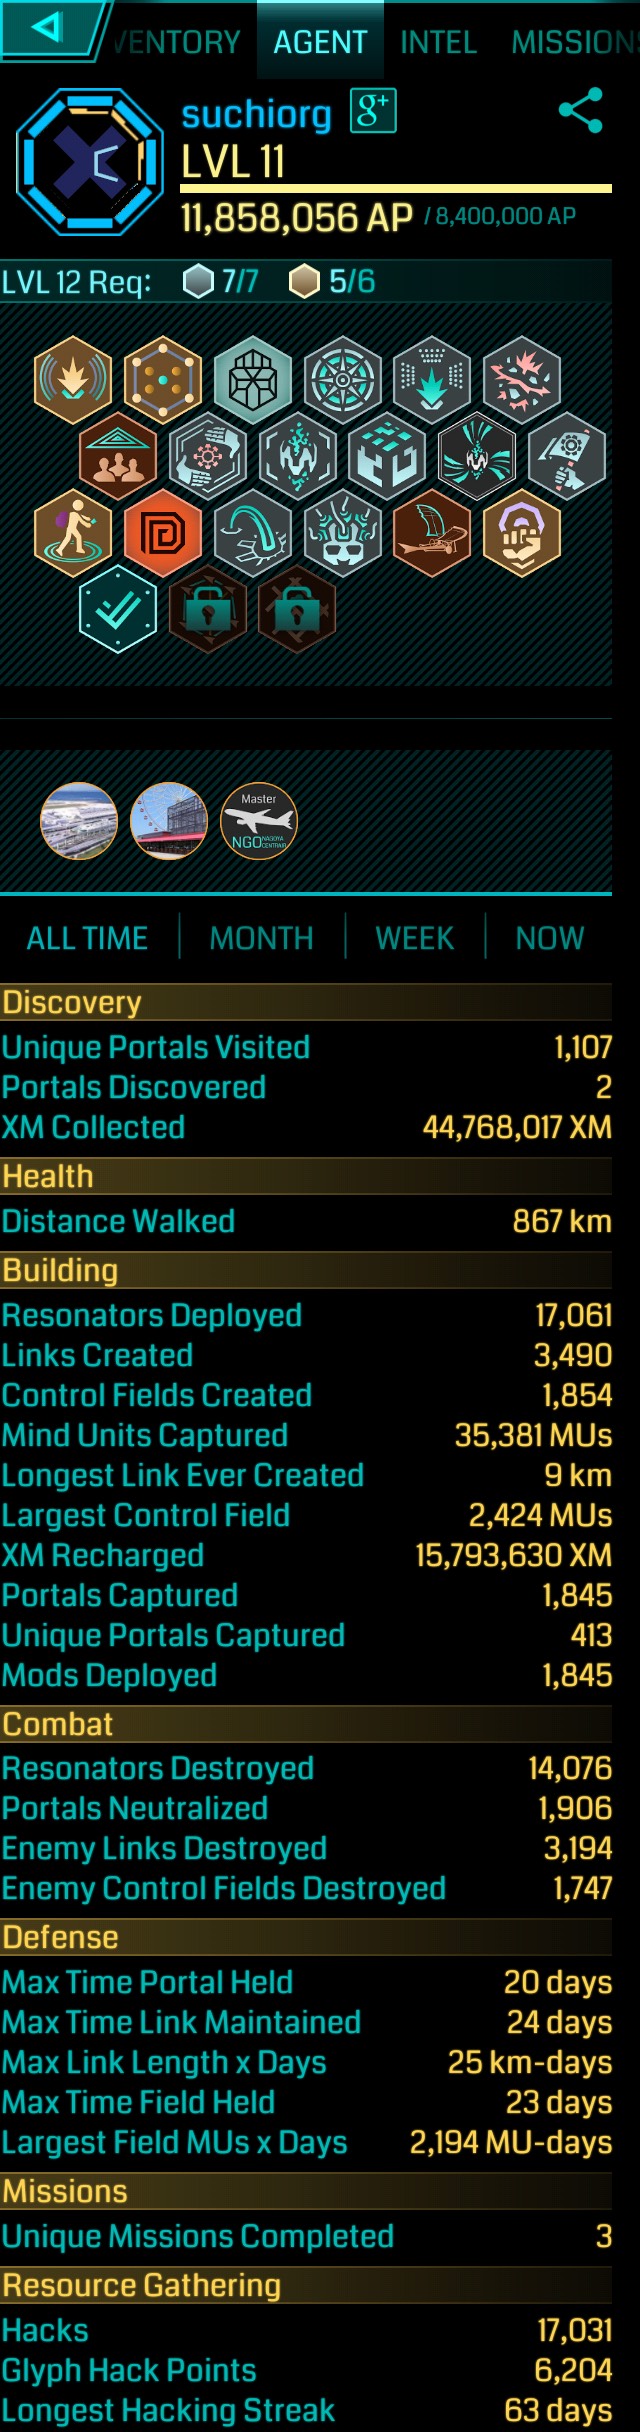 VENTORY AGENT INTEL MISSIONS
suchiorg g+
LVL 11
11,858,056 AP / 8,400,000 AP
LVL 12 Req: 7/7 5/6
Master
NGO NAGOYA CENTRAIR
ALL TIME MONTH WEEK NOW
Discovery
Unique Portals Visited 1,107
Portals Discovered 2
XM Collected 44,768,017 XM
Health
Distance Walked 867 km
Building
Resonators Deployed 17,061
Links Created 3,490
Control Fields Created 1,854
Mind Units Captured 35,381 MUs
Longest Link Ever Created 9 km
Largest Control Field 2,424 MUs
XM Recharged 15,793,630 XM
Portals Captured 1,845
Unique Portals Captured 413
Mods Deployed 1,845
Combat
Resonators Destroyed 14,076
Portals Neutralized 1,906
Enemy Links Destroyed 3,194
Enemy Control Fields Destroyed 1,747
Defense
Max Time Portal Held 20 days
Max Time Link Maintained 24 days
Max Link Length x Days 25 km-days
Max Time Field Held 23 days
Largest Field MUs x Days 2,194 MU-days
Missions
Unique Missions Completed 3
Resource Gathering
Hacks 17,031
Glyph Hack Points 6,204
Longest Hacking Streak 63 days